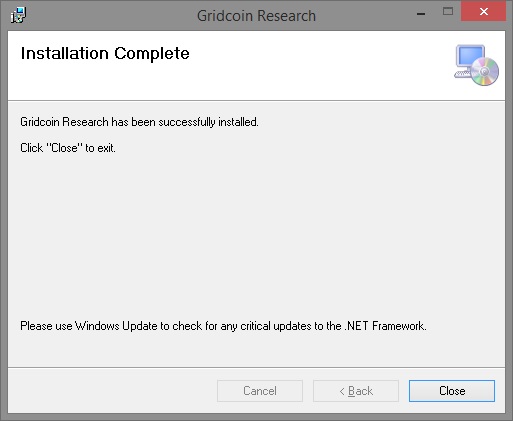 Gridcoin Research
Installation Complete
Gridcoin Research has been successfully installed.
Click "Close" to exit.
Please use Windows Update to check for any critical updates to the .NET Framework.
Cancel
< Back
Close